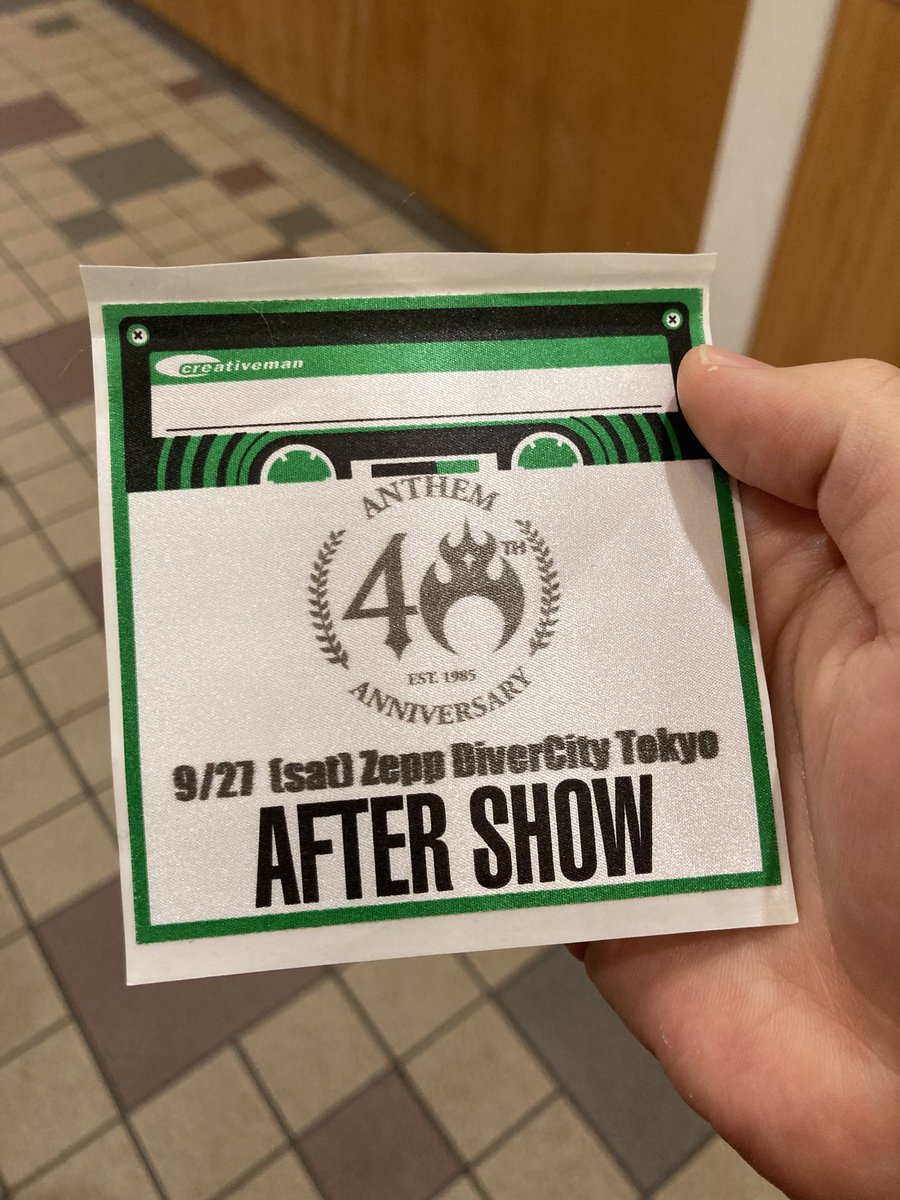 creativeman
ANTHEM
40TH
EST. 1985
ANNIVERSARY
9/27 (sat) Zepp DiverCity Tokyo
AFTER SHOW